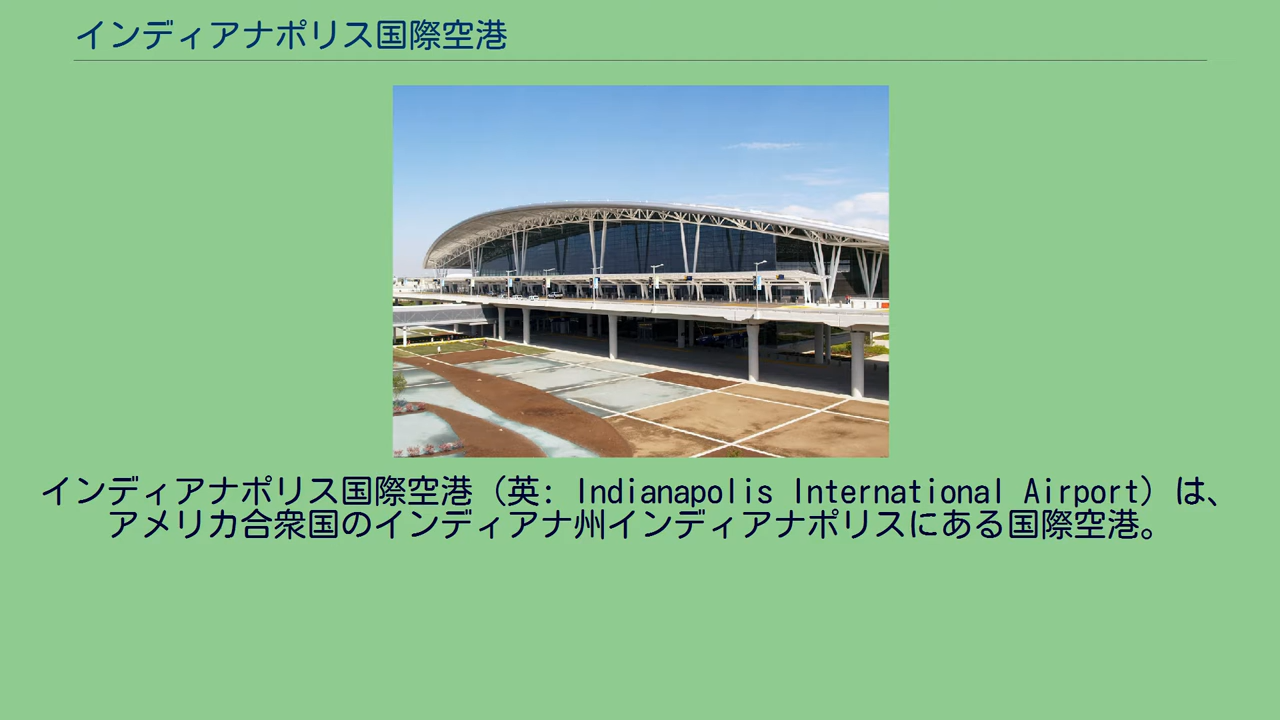 インディアナポリス国際空港
インディアナポリス国際空港（英: Indianapolis International Airport）は、
アメリカ合衆国のインディアナ州インディアナポリスにある国際空港。